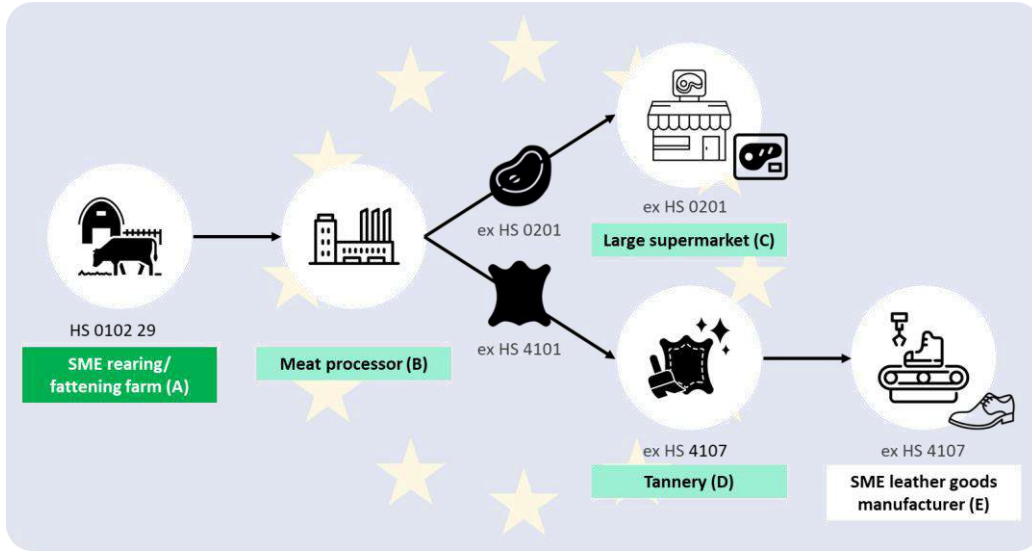 HS 0102 29
SME rearing/
fattening farm (A)
Meat processor (B)
ex HS 0201
ex HS 4101
ex HS 0201
Large supermarket (C)
ex HS 4107
Tannery (D)
ex HS 4107
SME leather goods
manufacturer (E)